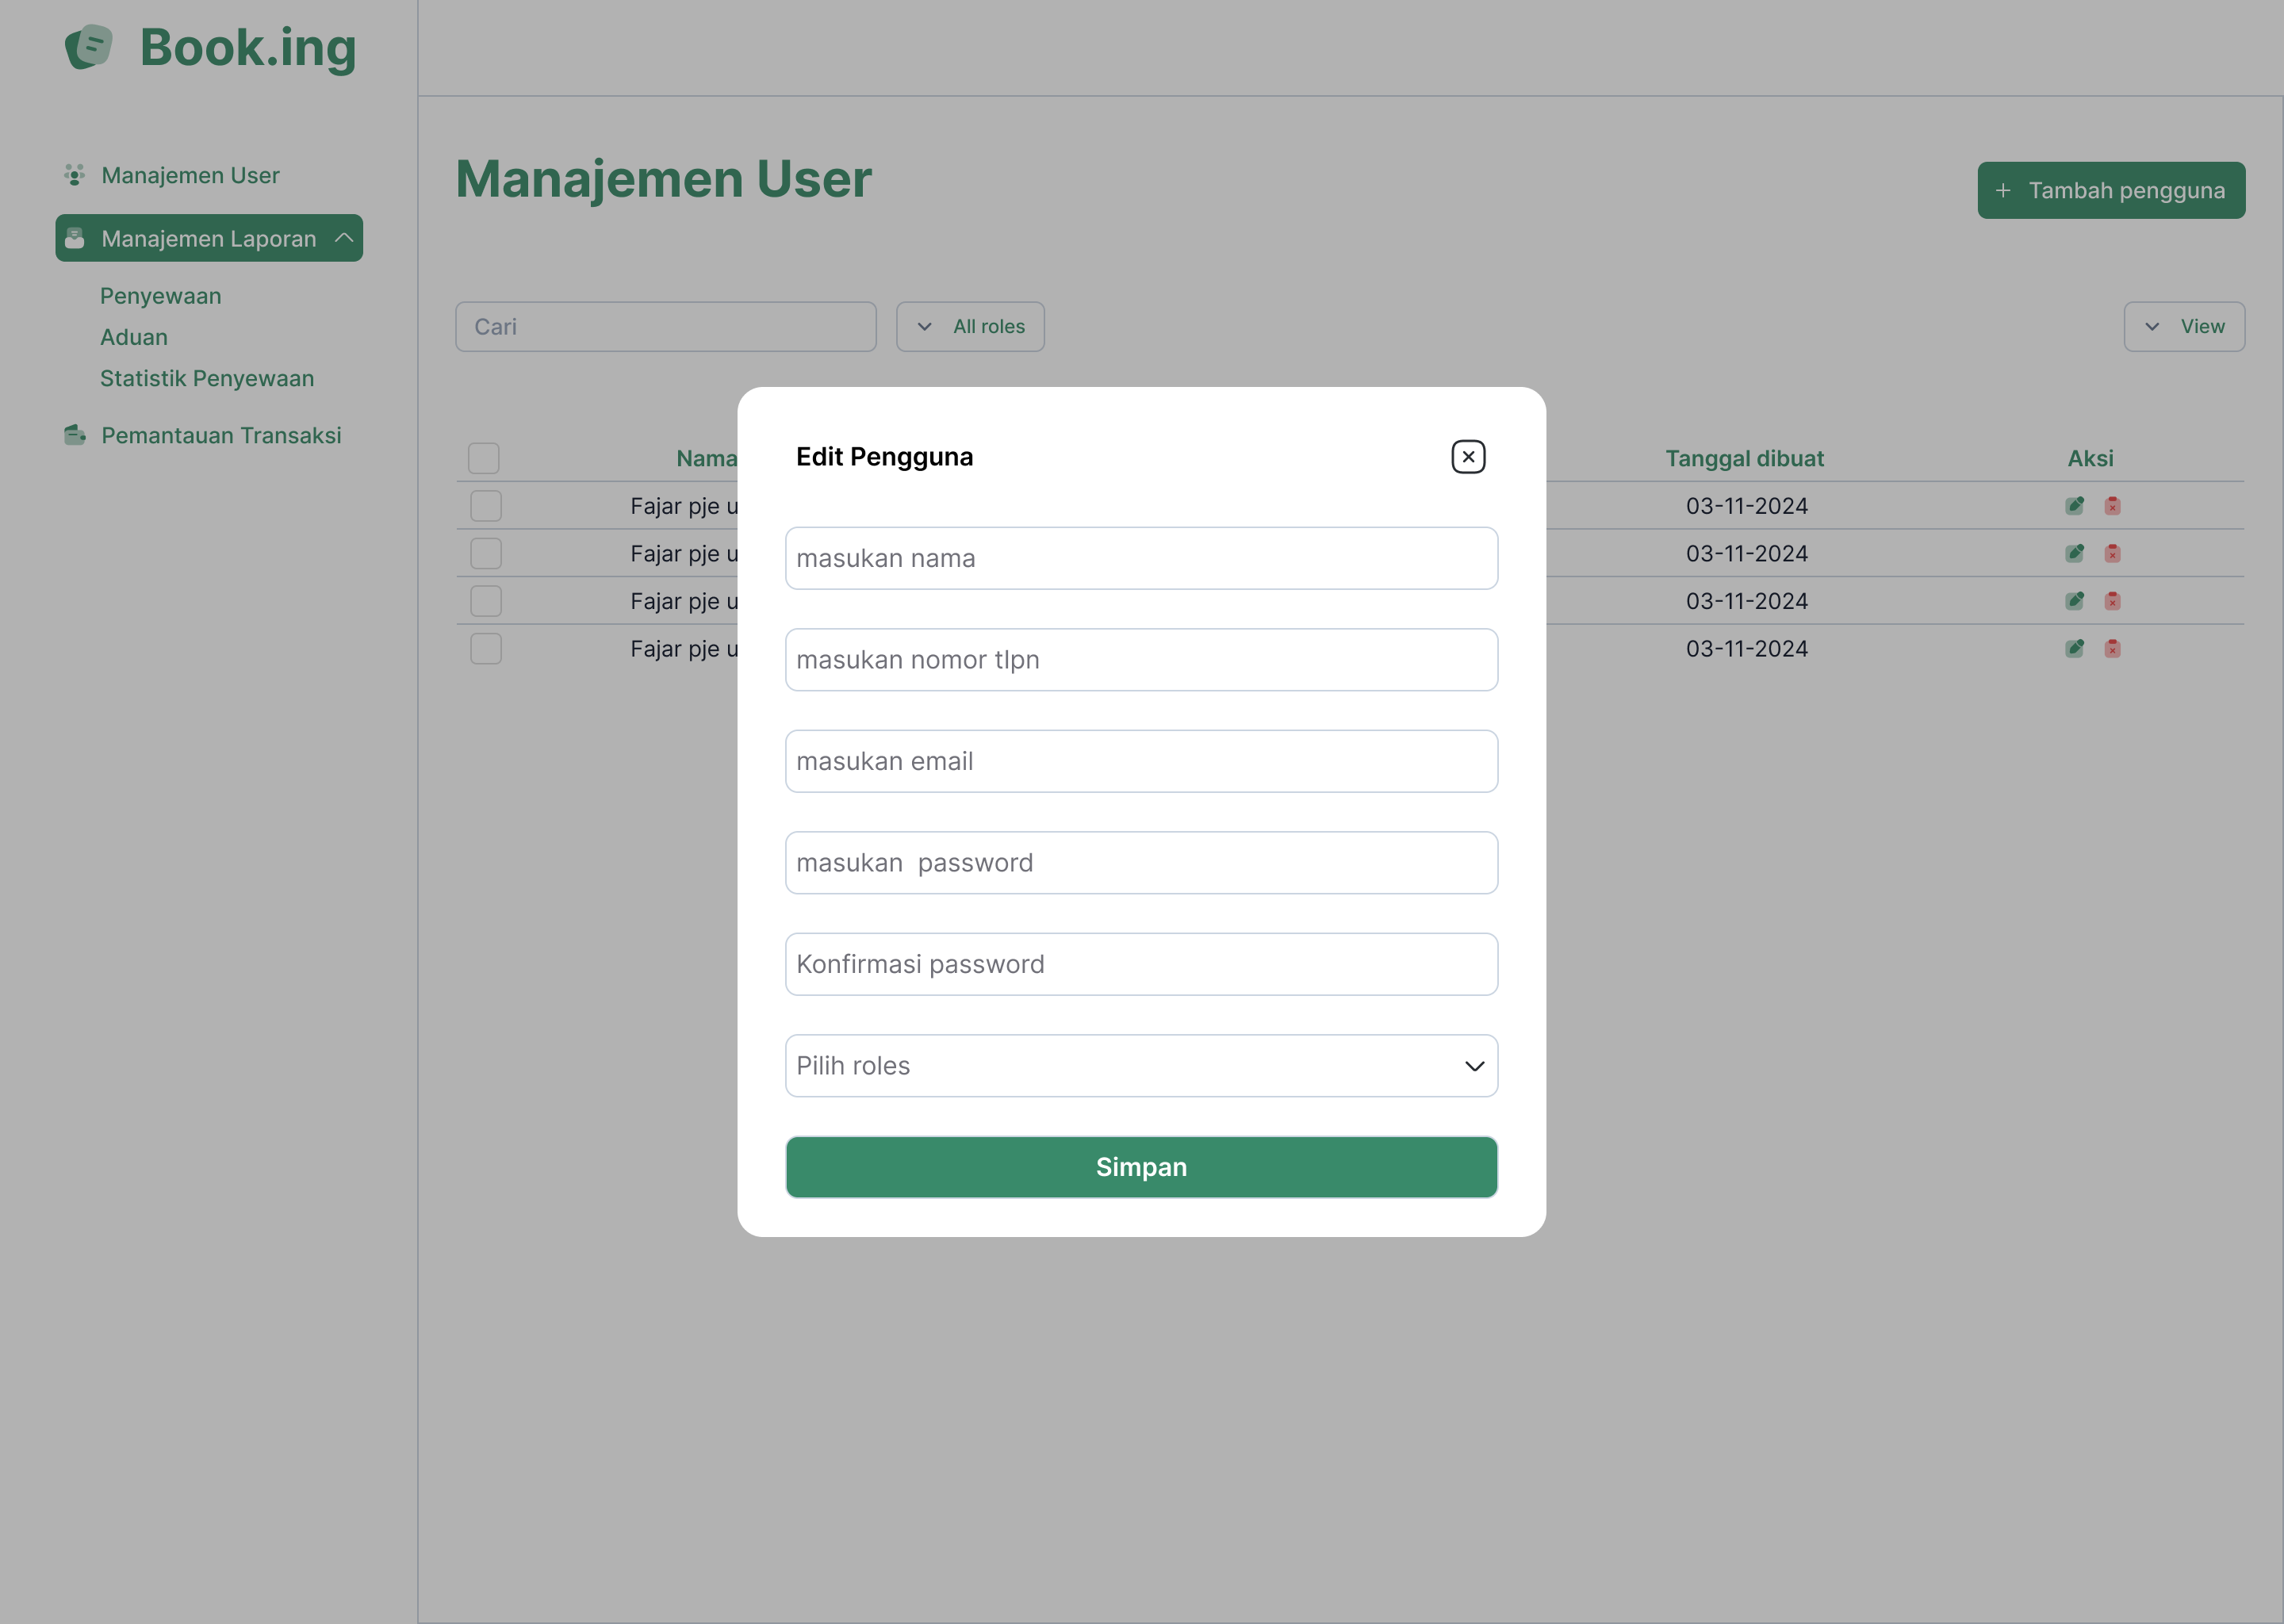 Book.ing
Manajemen User
Manajemen Laporan
Penyewaan
Aduan
Statistik Penyewaan
Pemantauan Transaksi
Manajemen User
+ Tambah pengguna
Cari
All roles
View
Nama Tanggal dibuat Aksi
Fajar pje u 03-11-2024
Fajar pje u 03-11-2024
Fajar pje u 03-11-2024
Fajar pje u 03-11-2024
Edit Pengguna
masukan nama
masukan nomor tlpn
masukan email
masukan  password
Konfirmasi password
Pilih roles
Simpan